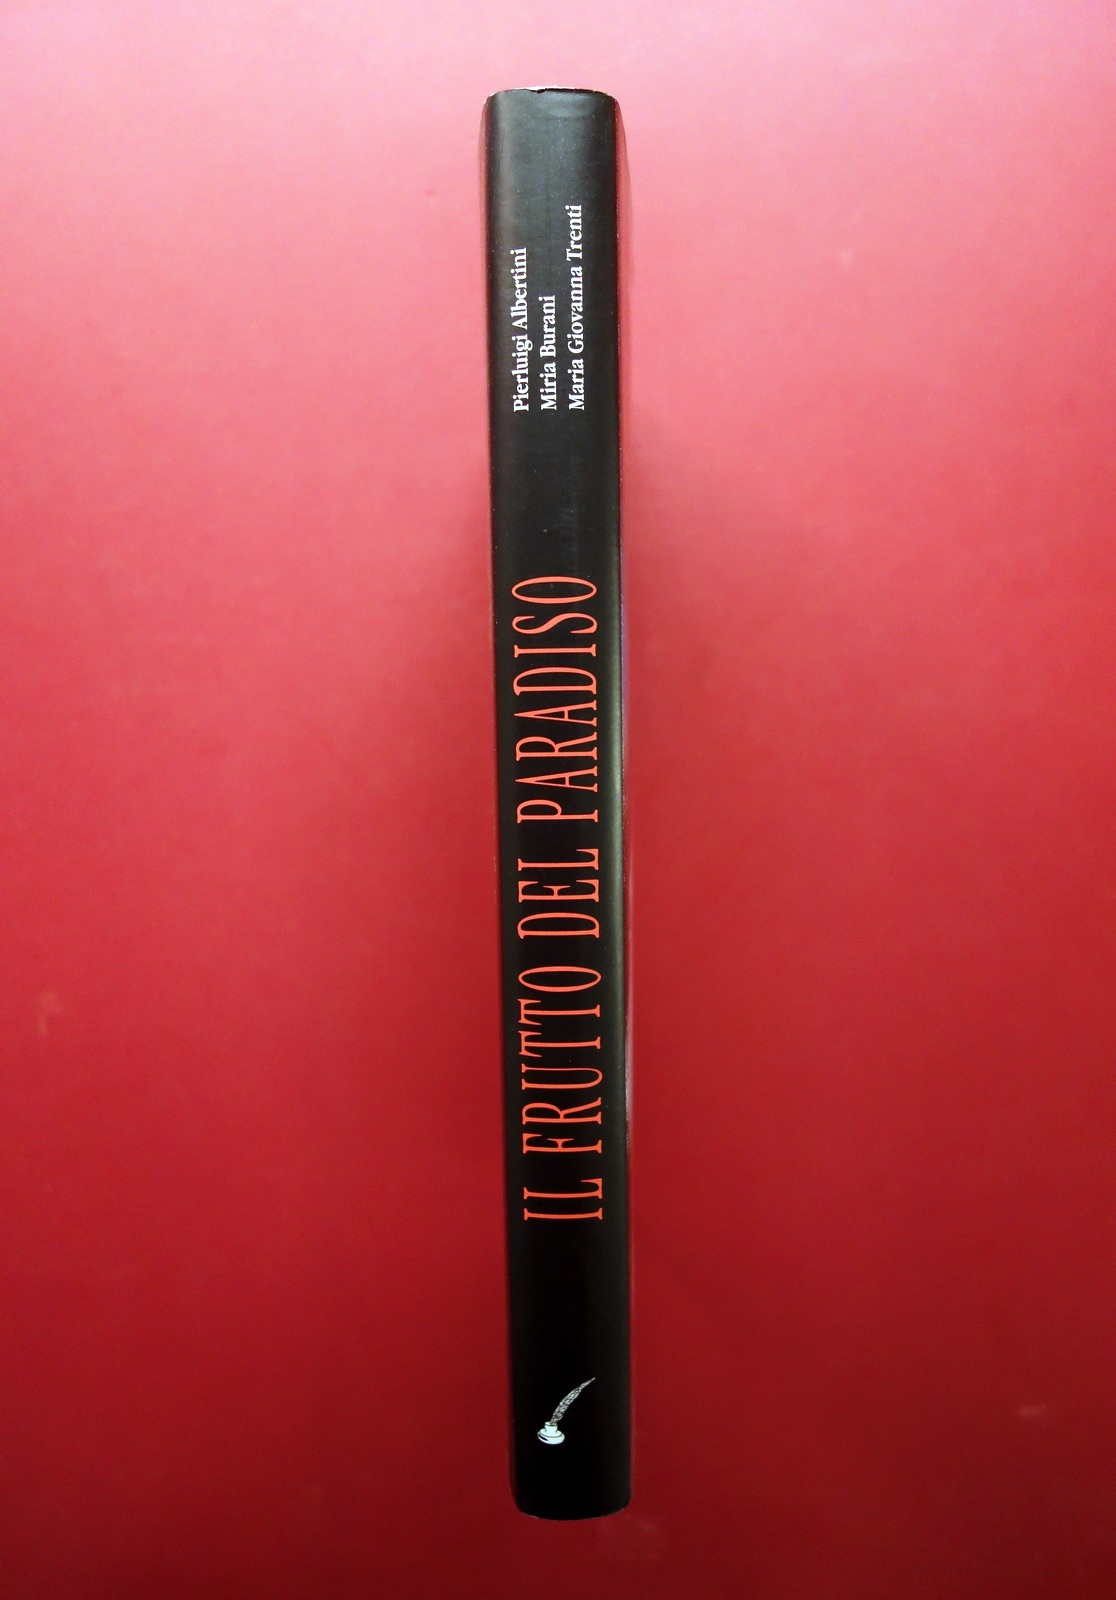 Pierluigi Albertini
Miria Burani
Maria Giovanna Trenti
IL FRUTTO DEL PARADISO